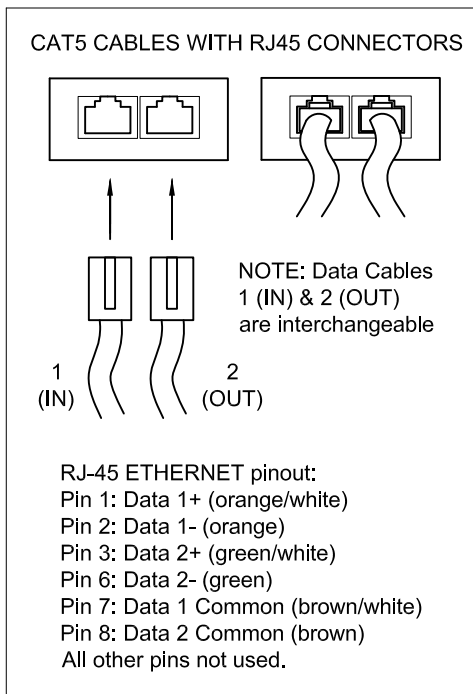 CAT5 CABLES WITH RJ45 CONNECTORS
NOTE: Data Cables
1 (IN) & 2 (OUT)
are interchangeable
1
(IN)
2
(OUT)
RJ-45 ETHERNET pinout:
Pin 1: Data 1+ (orange/white)
Pin 2: Data 1- (orange)
Pin 3: Data 2+ (green/white)
Pin 6: Data 2- (green)
Pin 7: Data 1 Common (brown/white)
Pin 8: Data 2 Common (brown)
All other pins not used.